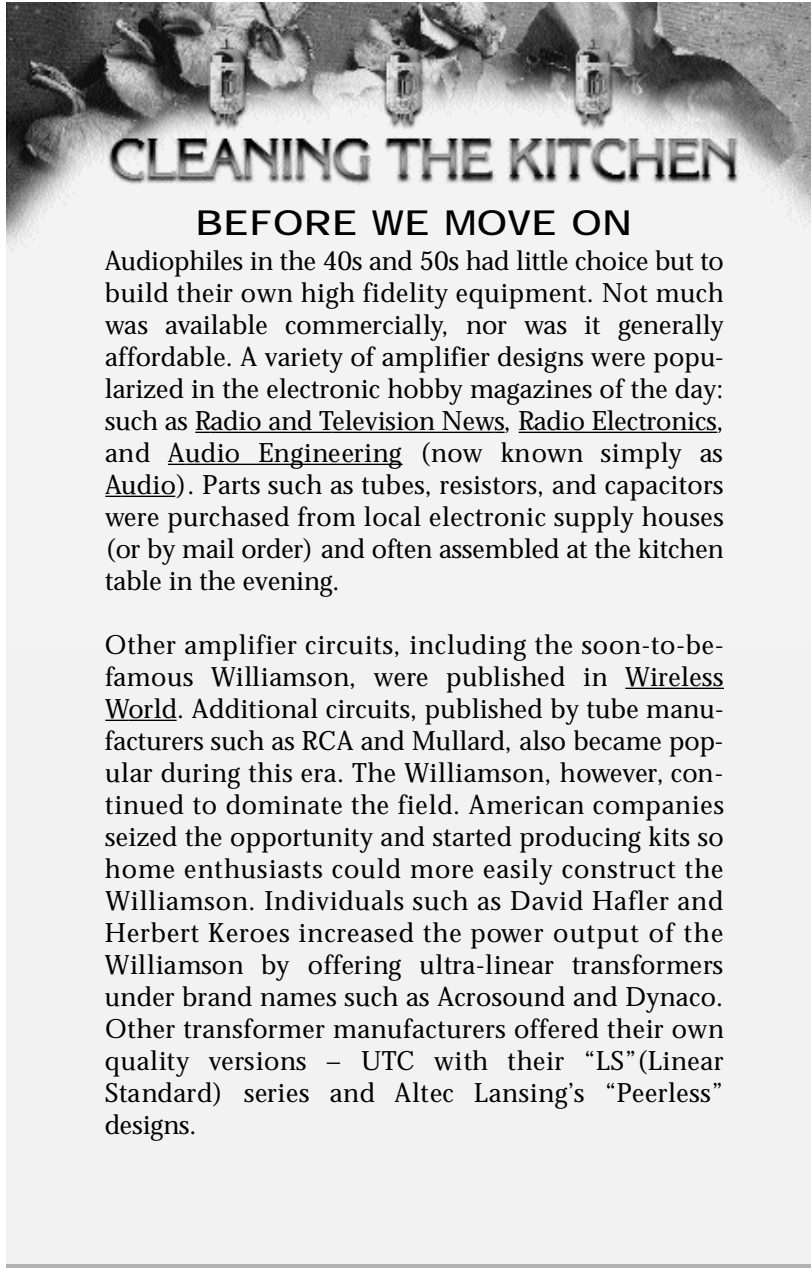 CLEANING THE KITCHEN
BEFORE WE MOVE ON
Audiophiles in the 40s and 50s had little choice but to
build their own high fidelity equipment. Not much
was available commercially, nor was it generally
affordable. A variety of amplifier designs were popu-
larized in the electronic hobby magazines of the day:
such as Radio and Television News, Radio Electronics,
and Audio Engineering (now known simply as
Audio). Parts such as tubes, resistors, and capacitors
were purchased from local electronic supply houses
(or by mail order) and often assembled at the kitchen
table in the evening.
Other amplifier circuits, including the soon-to-be-
famous Williamson, were published in Wireless
World. Additional circuits, published by tube manu-
facturers such as RCA and Mullard, also became pop-
ular during this era. The Williamson, however, con-
tinued to dominate the field. American companies
seized the opportunity and started producing kits so
home enthusiasts could more easily construct the
Williamson. Individuals such as David Hafler and
Herbert Keroes increased the power output of the
Williamson by offering ultra-linear transformers
under brand names such as Acrosound and Dynaco.
Other transformer manufacturers offered their own
quality versions – UTC with their “LS”(Linear
Standard) series and Altec Lansing’s “Peerless”
designs.